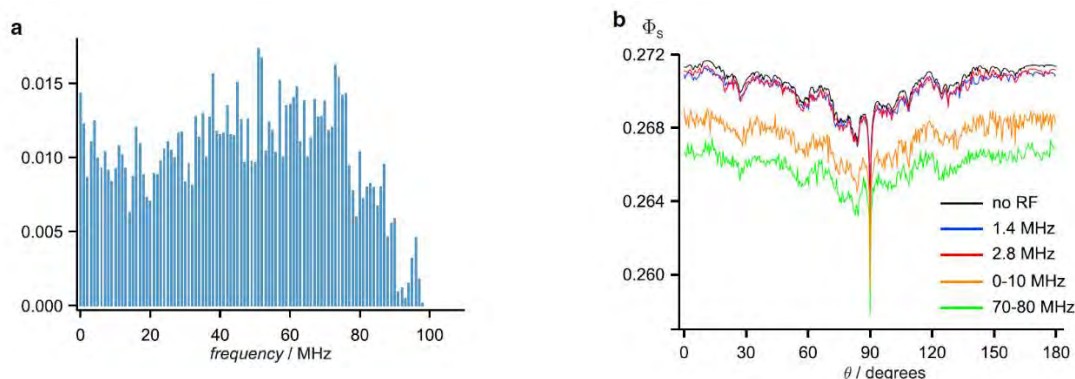 a
0.015
0.010
0.005
0.000
0 20 40 60 80 100
frequency / MHz
b
Φs
0.272
0.268
0.264
0.260
no RF
1.4 MHz
2.8 MHz
0-10 MHz
70-80 MHz
0 30 60 90 120 150 180
θ / degrees